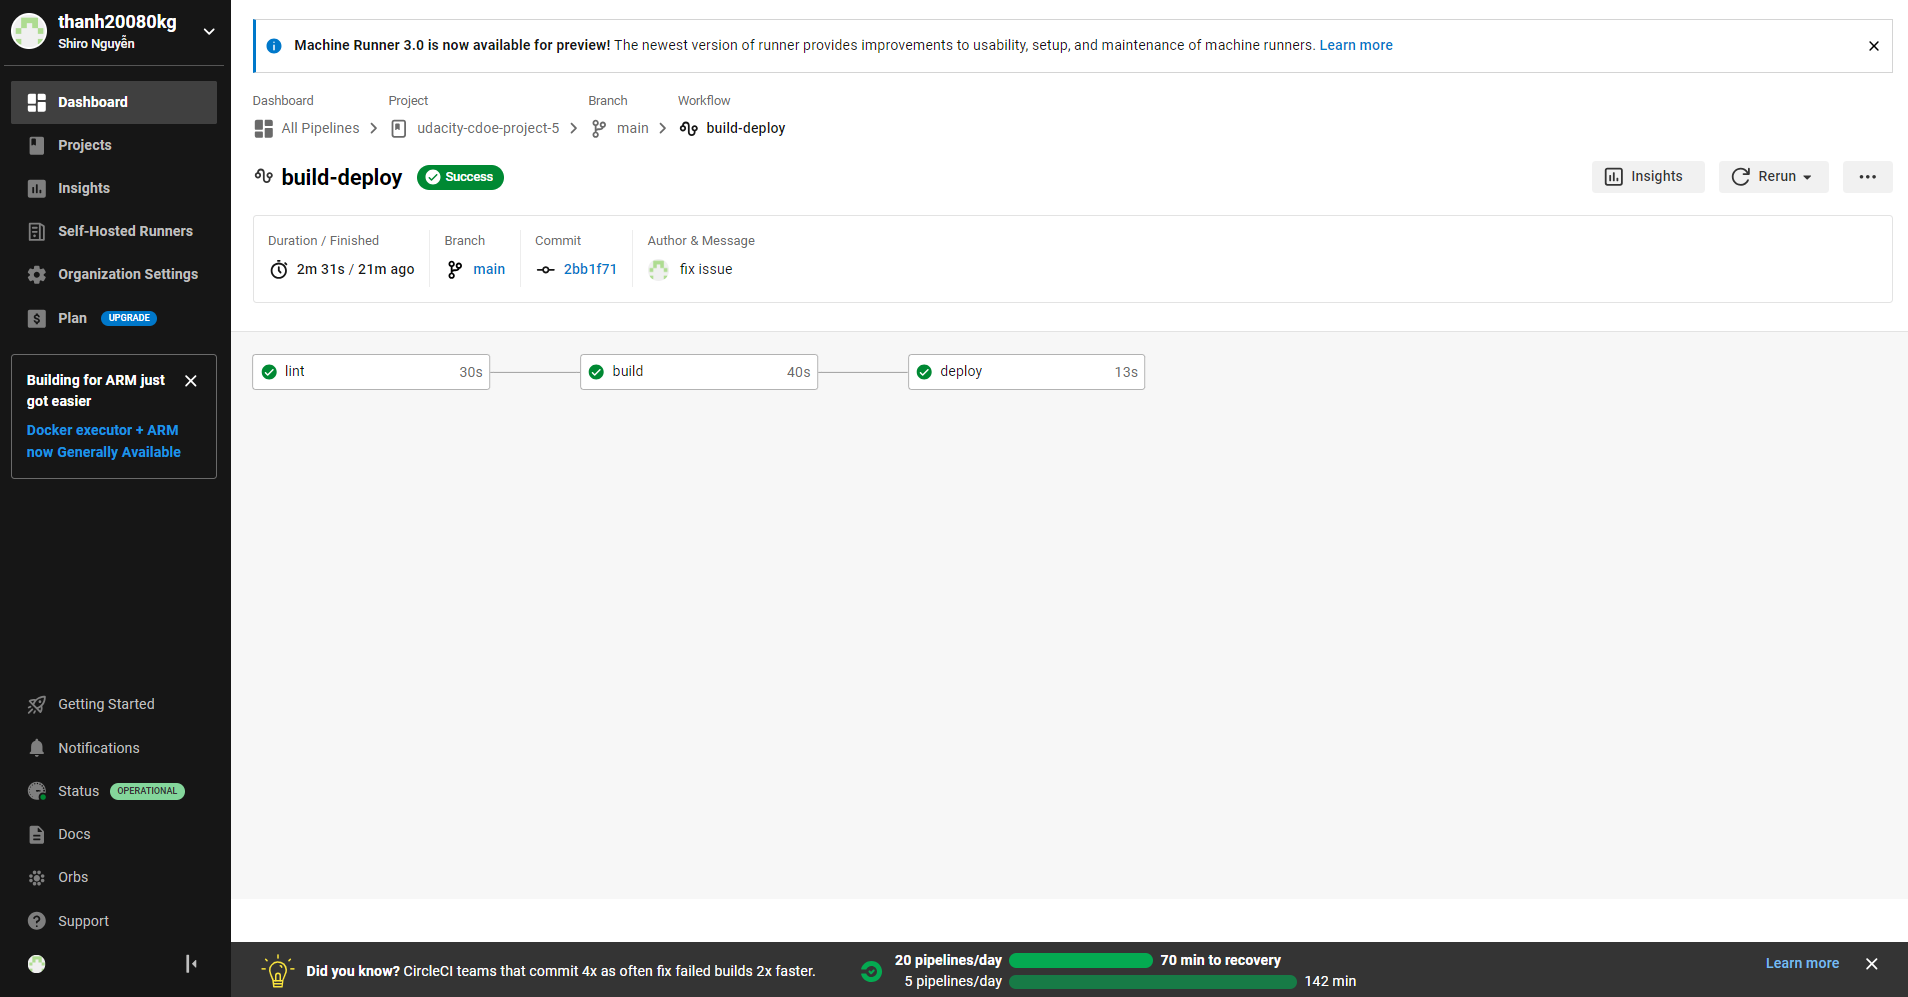 thanh20080kg
Shiro Nguyễn
Dashboard
Projects
Insights
Self-Hosted Runners
Organization Settings
Plan UPGRADE
Building for ARM just
got easier
Docker executor + ARM
now Generally Available
Getting Started
Notifications
Status OPERATIONAL
Docs
Orbs
Support
Machine Runner 3.0 is now available for preview! The newest version of runner provides improvements to usability, setup, and maintenance of machine runners. Learn more
Dashboard Project Branch Workflow
All Pipelines udacity-cdoe-project-5 main build-deploy
build-deploy Success Insights Rerun
Duration / Finished Branch Commit Author & Message
2m 31s / 21m ago main 2bb1f71 fix issue
lint 30s build 40s deploy 13s
Did you know? CircleCI teams that commit 4x as often fix failed builds 2x faster.
20 pipelines/day 70 min to recovery
5 pipelines/day 142 min
Learn more